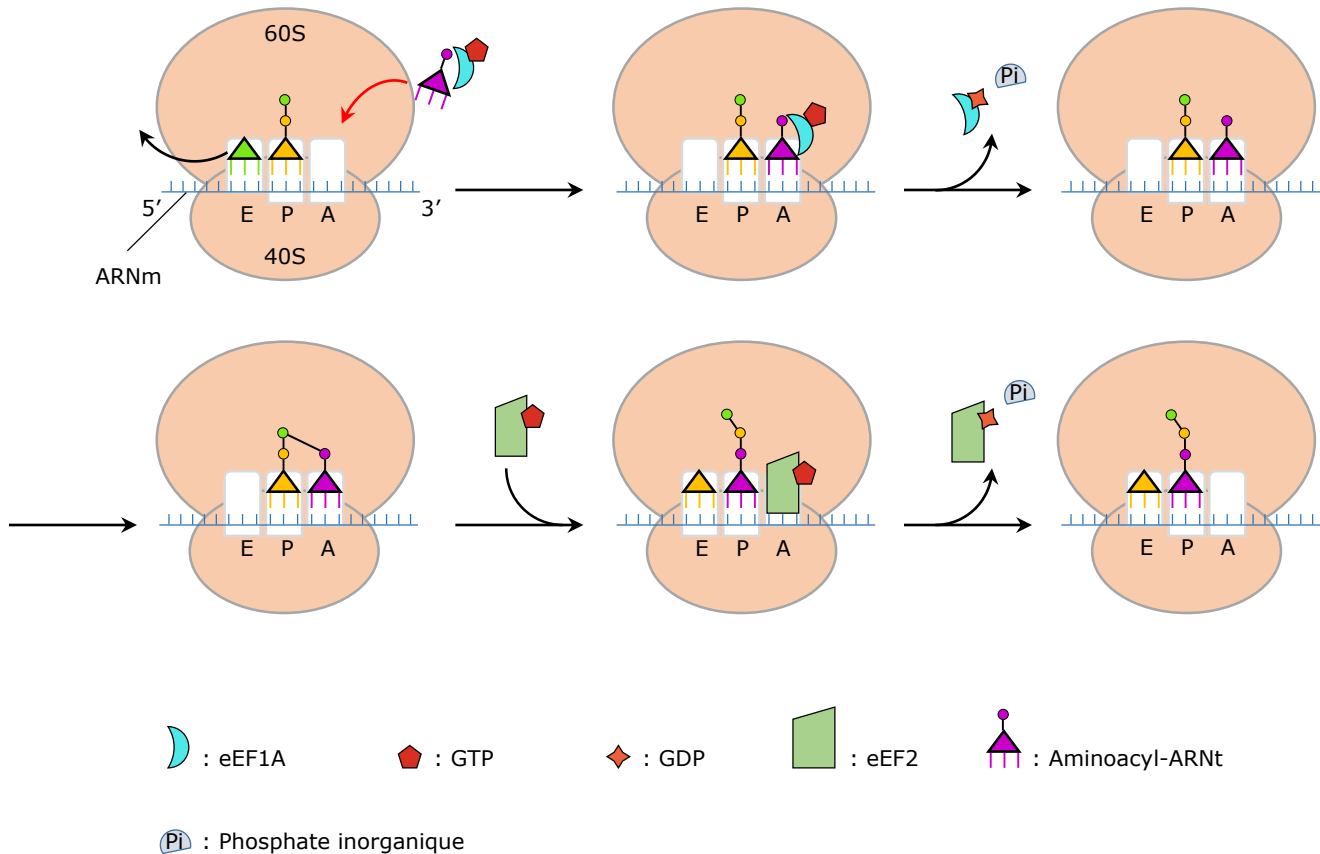 60S
5′ E P A 3′
40S
ARNm
E P A
Pi
E P A
E P A
E P A
Pi
E P A
: eEF1A
: GTP
: GDP
: eEF2
: Aminoacyl-ARNt
Pi : Phosphate inorganique